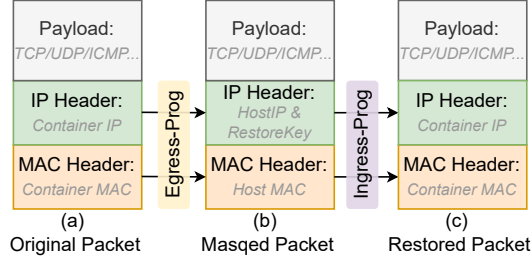 Payload:
TCP/UDP/ICMP...
IP Header:
Container IP
MAC Header:
Container MAC
(a)
Original Packet
Egress-Prog
Payload:
TCP/UDP/ICMP...
IP Header:
HostIP &
RestoreKey
MAC Header:
Host MAC
(b)
Masqed Packet
Ingress-Prog
Payload:
TCP/UDP/ICMP...
IP Header:
Container IP
MAC Header:
Container MAC
(c)
Restored Packet